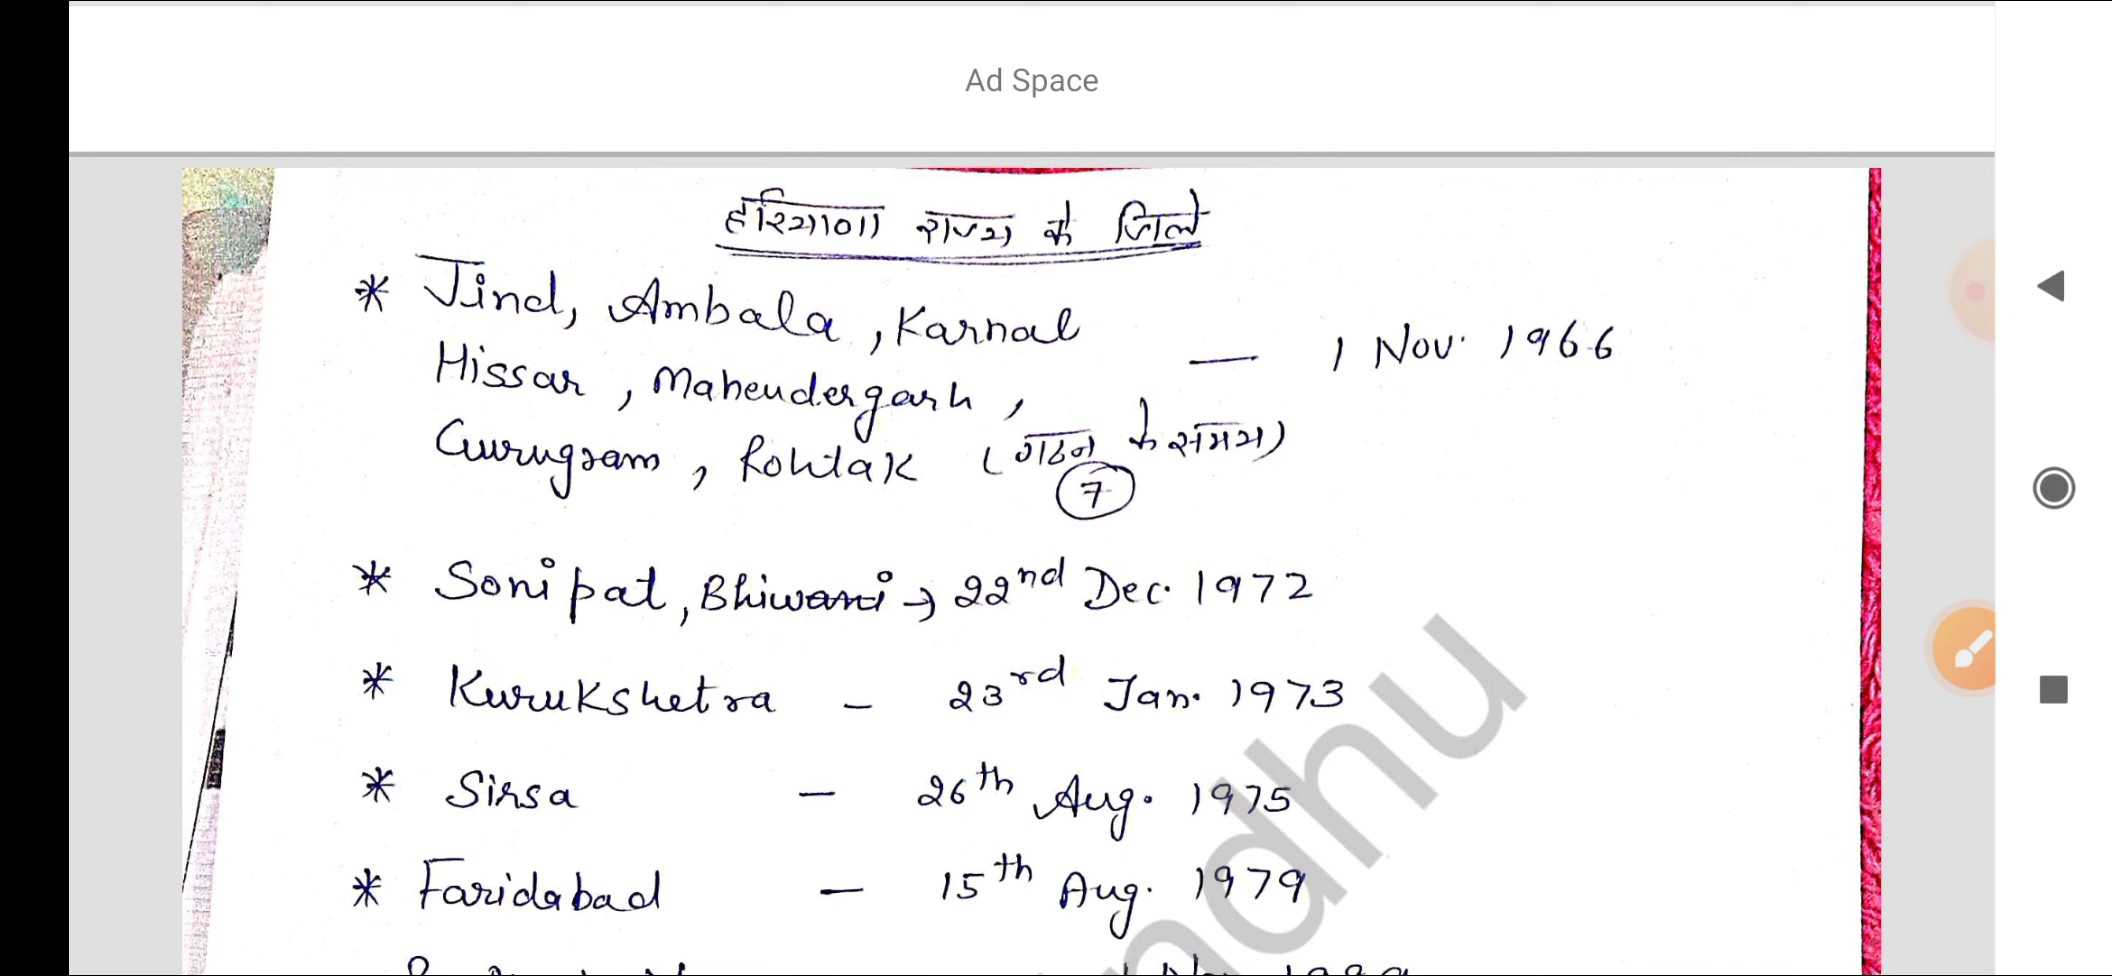 Ad Space
हरियाणा राज्य के जिले
* Jind, Ambala, Karnal
Hissar, Mahendergarh, — 1 Nov. 1966
Gurugram, Rohtak (गठन के समय)
7
* Sonipat, Bhiwani → 22nd Dec. 1972
* Kurukshetra - 23rd Jan. 1973
* Sirsa - 26th Aug. 1975
* Faridabad - 15th Aug. 1979